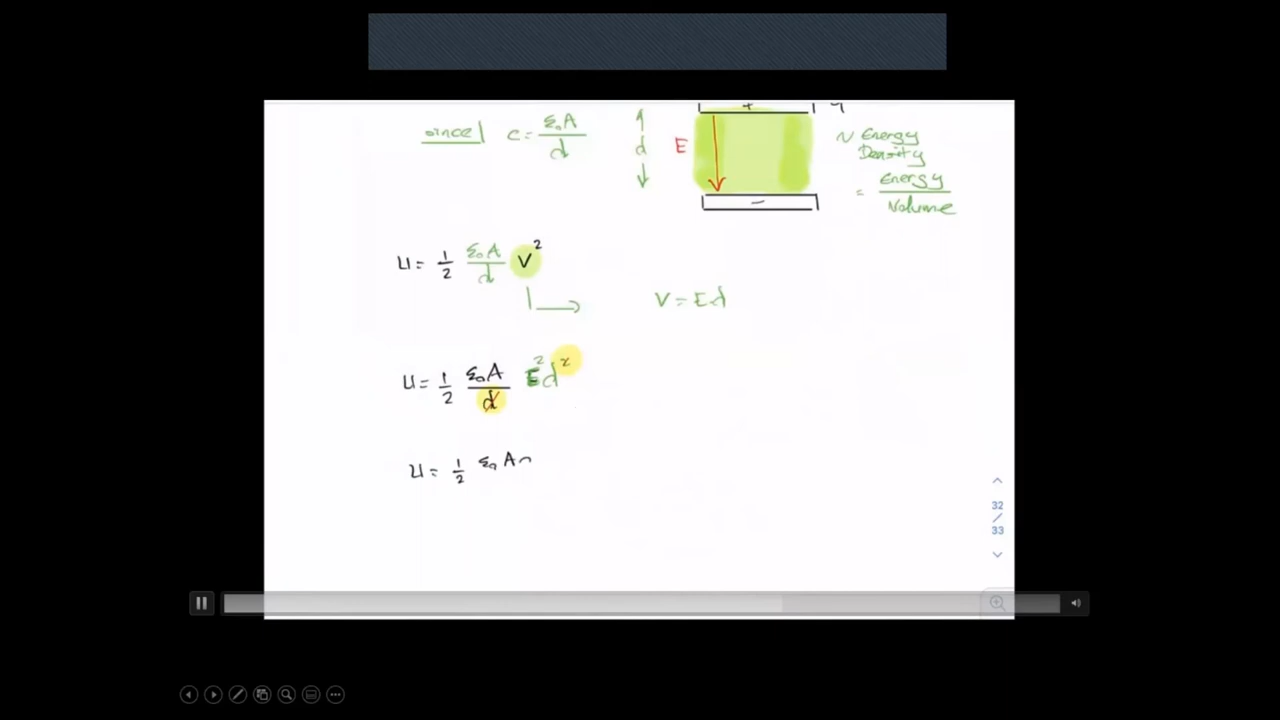 since C = ε₀A/d
d
E
+
−
~ Energy
Density
= Energy/Volume
U = 1/2 ε₀A/d V²
V = Ed
U = 1/2 ε₀A/d E²d²
U = 1/2 ε₀A
32
/
33